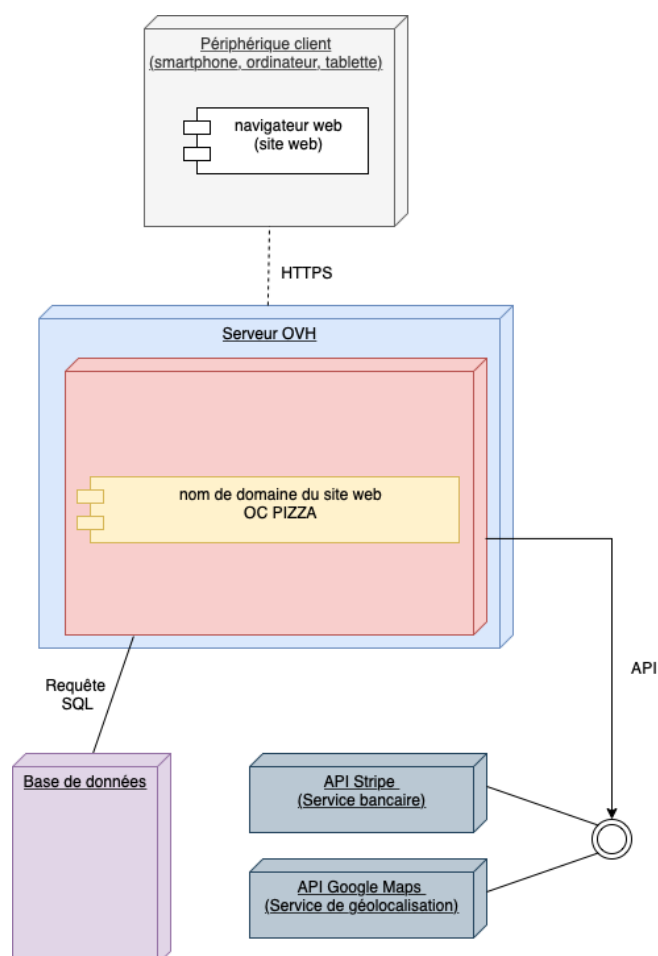 Périphérique client
(smartphone, ordinateur, tablette)
navigateur web
(site web)
HTTPS
Serveur OVH
nom de domaine du site web
OC PIZZA
Requête
SQL
API
Base de données
API Stripe
(Service bancaire)
API Google Maps
(Service de géolocalisation)